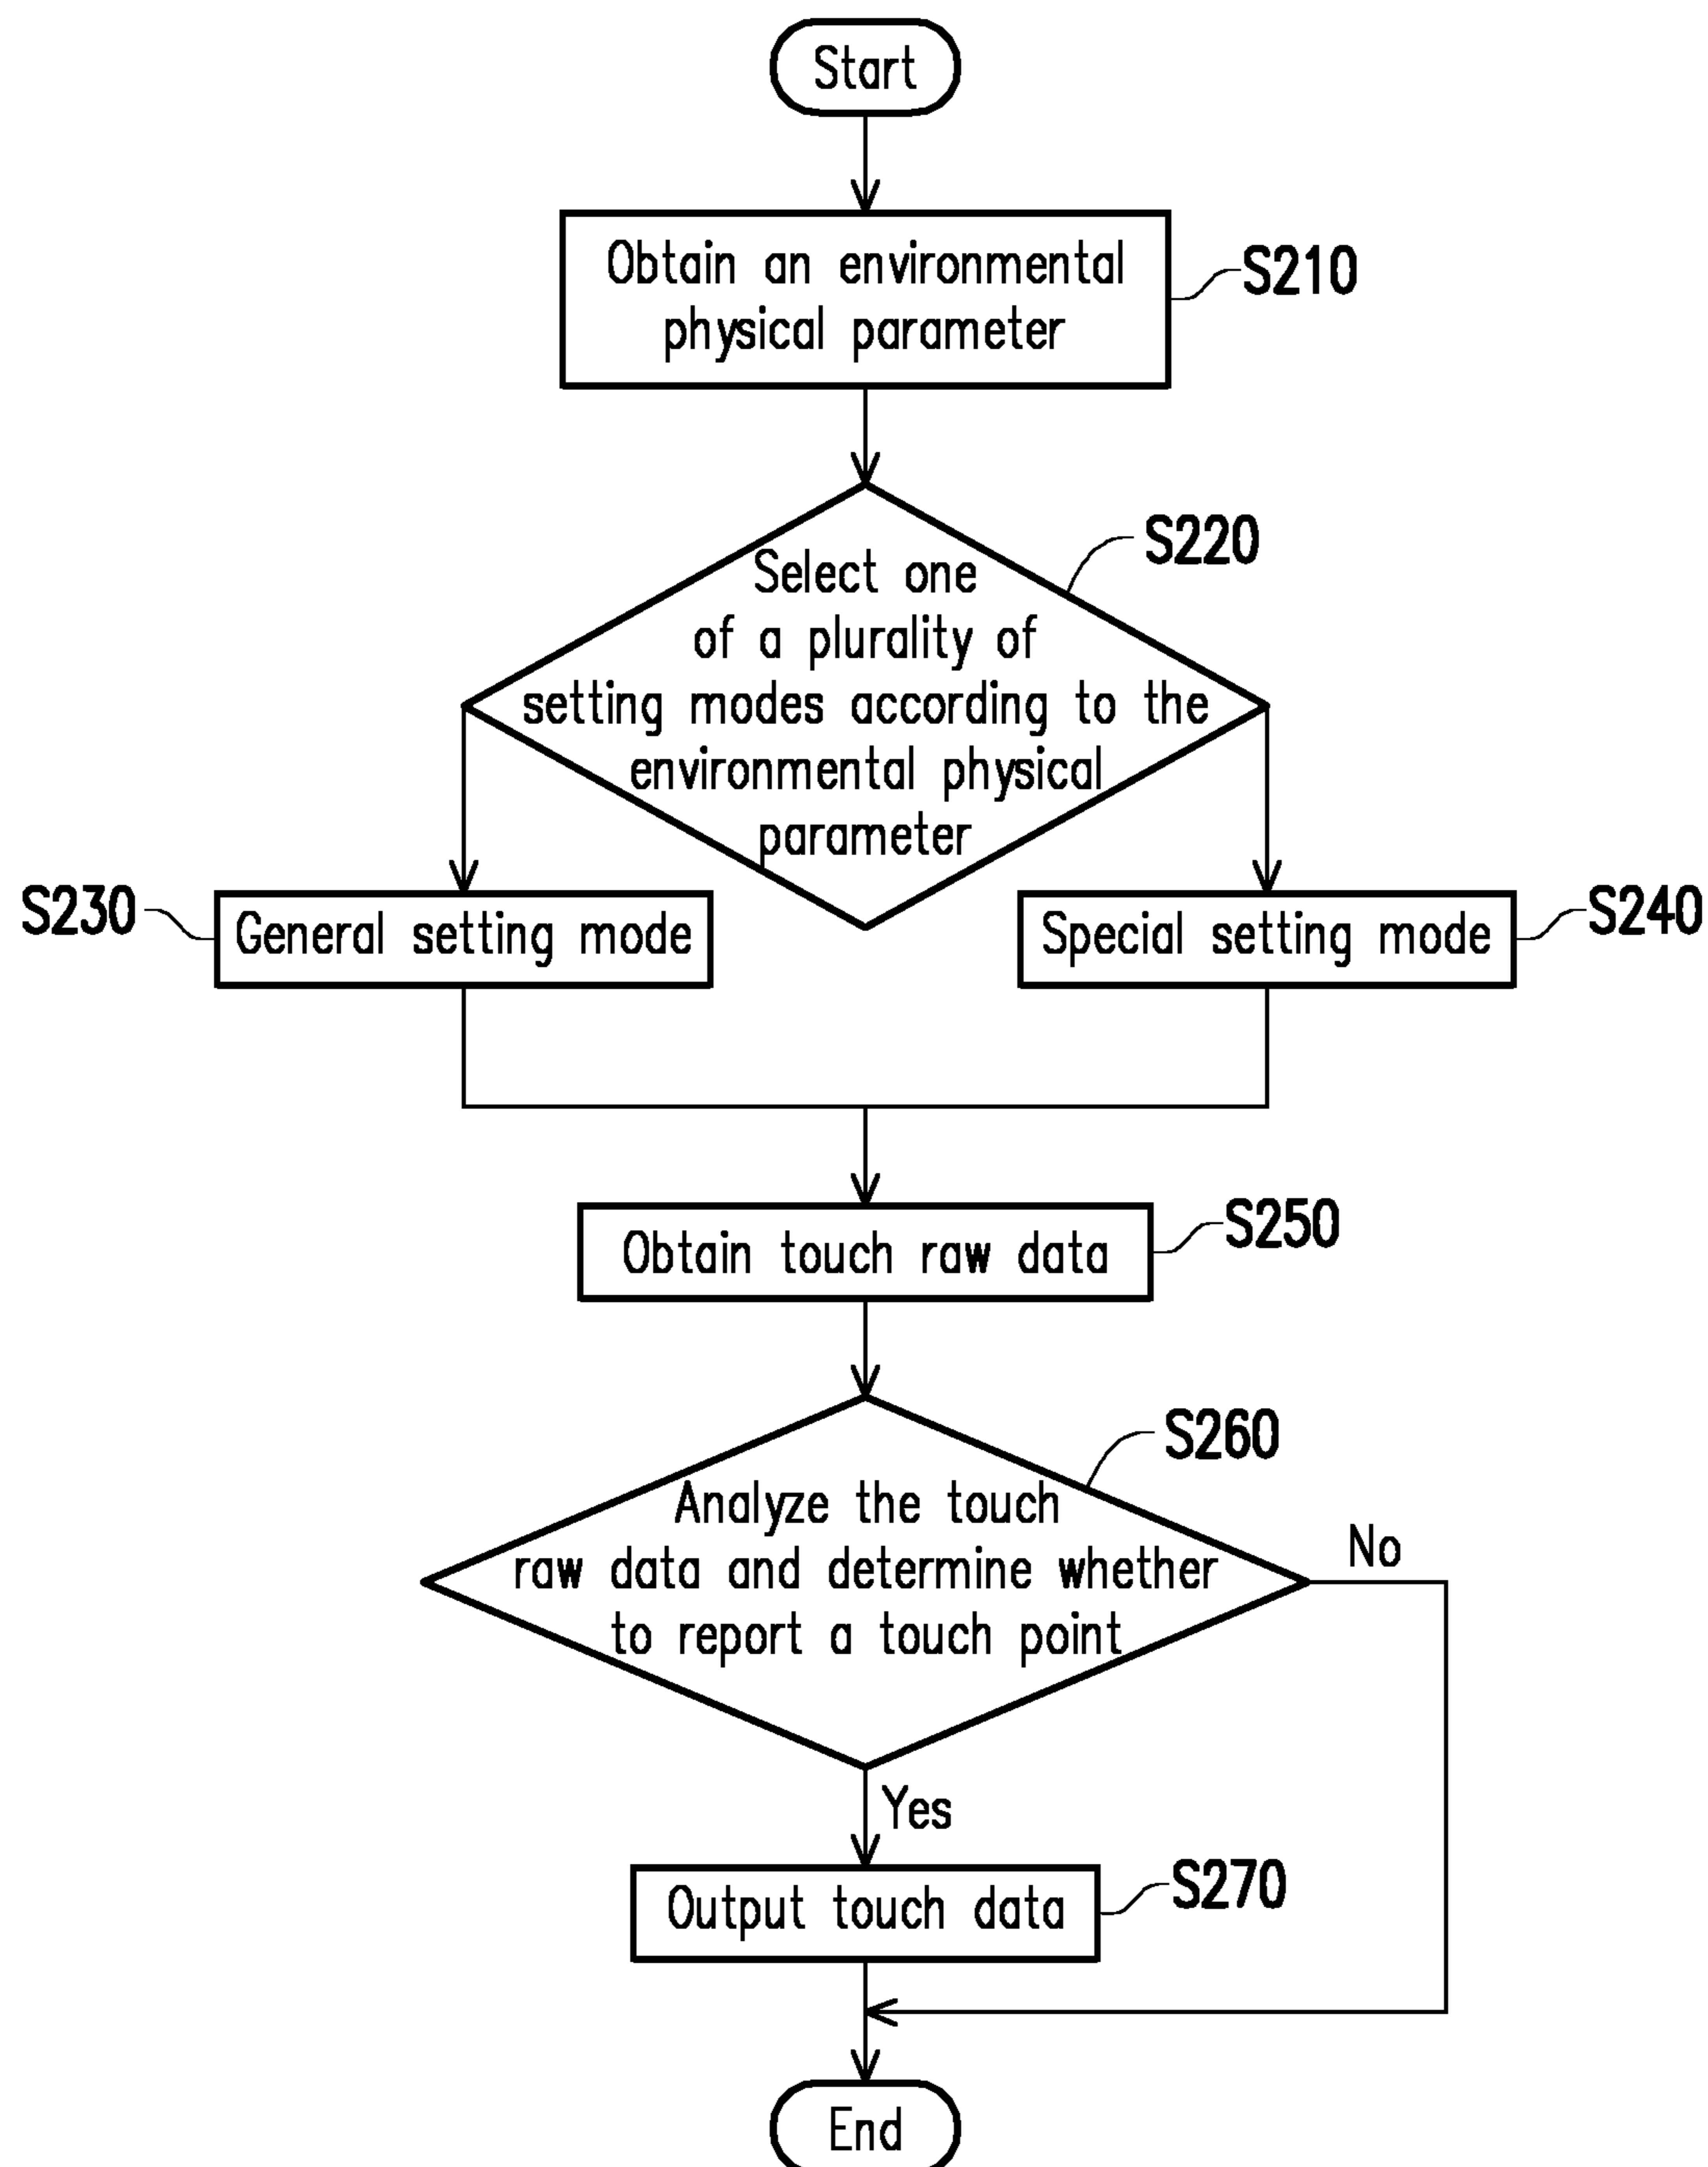 Start
Obtain an environmental
physical parameter
S210
Select one
of a plurality of
setting modes according to the
environmental physical
parameter
S220
S230
General setting mode
Special setting mode
S240
Obtain touch raw data
S250
Analyze the touch
raw data and determine whether
to report a touch point
S260
No
Yes
Output touch data
S270
End